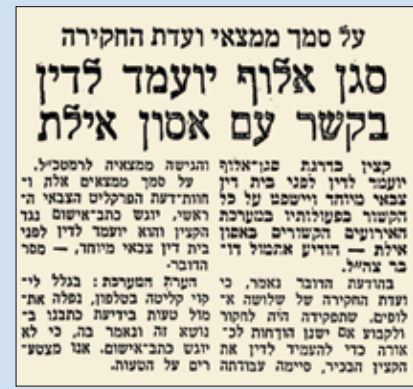 על סמך ממצאי ועדת החקירה
סגן אלוף יועמד לדין
בקשר עם אסון אילת
קצין בדרגת סגן־אלוף
יועמד לדין לפני בית דין
צבאי מיוחד ויישפט על כל
הקשור בפעולותיו במערכת
האירועים הקשורים באסון
אילת — הודיע אתמול דו־
בר צה״ל.
בהודעת הדובר נאמר, כי
ועדת החקירה של שלושה א־
לופים, שתפקידה היה לחקור
ולקבוע אם ישנן הוכחות לכ־
אורה כדי להעמיד לדין את
הקצין הבכיר, סיימה עבודתה
והגישה ממצאיה לרמטכ״ל.
על סמך ממצאים אלה ו־
חוות־דעת הפרקליט הצבאי ה־
ראשי, יוגש כתב־אישום נגד
הקצין והוא יועמד לדין לפני
בית דין צבאי מיוחד, — מסר
הדובר.
הערת המערכת: בגלל לי־
קוי קליטה בטלפון, נפלה את־
מול טעות בידיעת כתבנו ב־
נושא זה ונאמר בה, כי לא
יוגש כתב־אישום. אנו מצטע־
רים על הטעות.